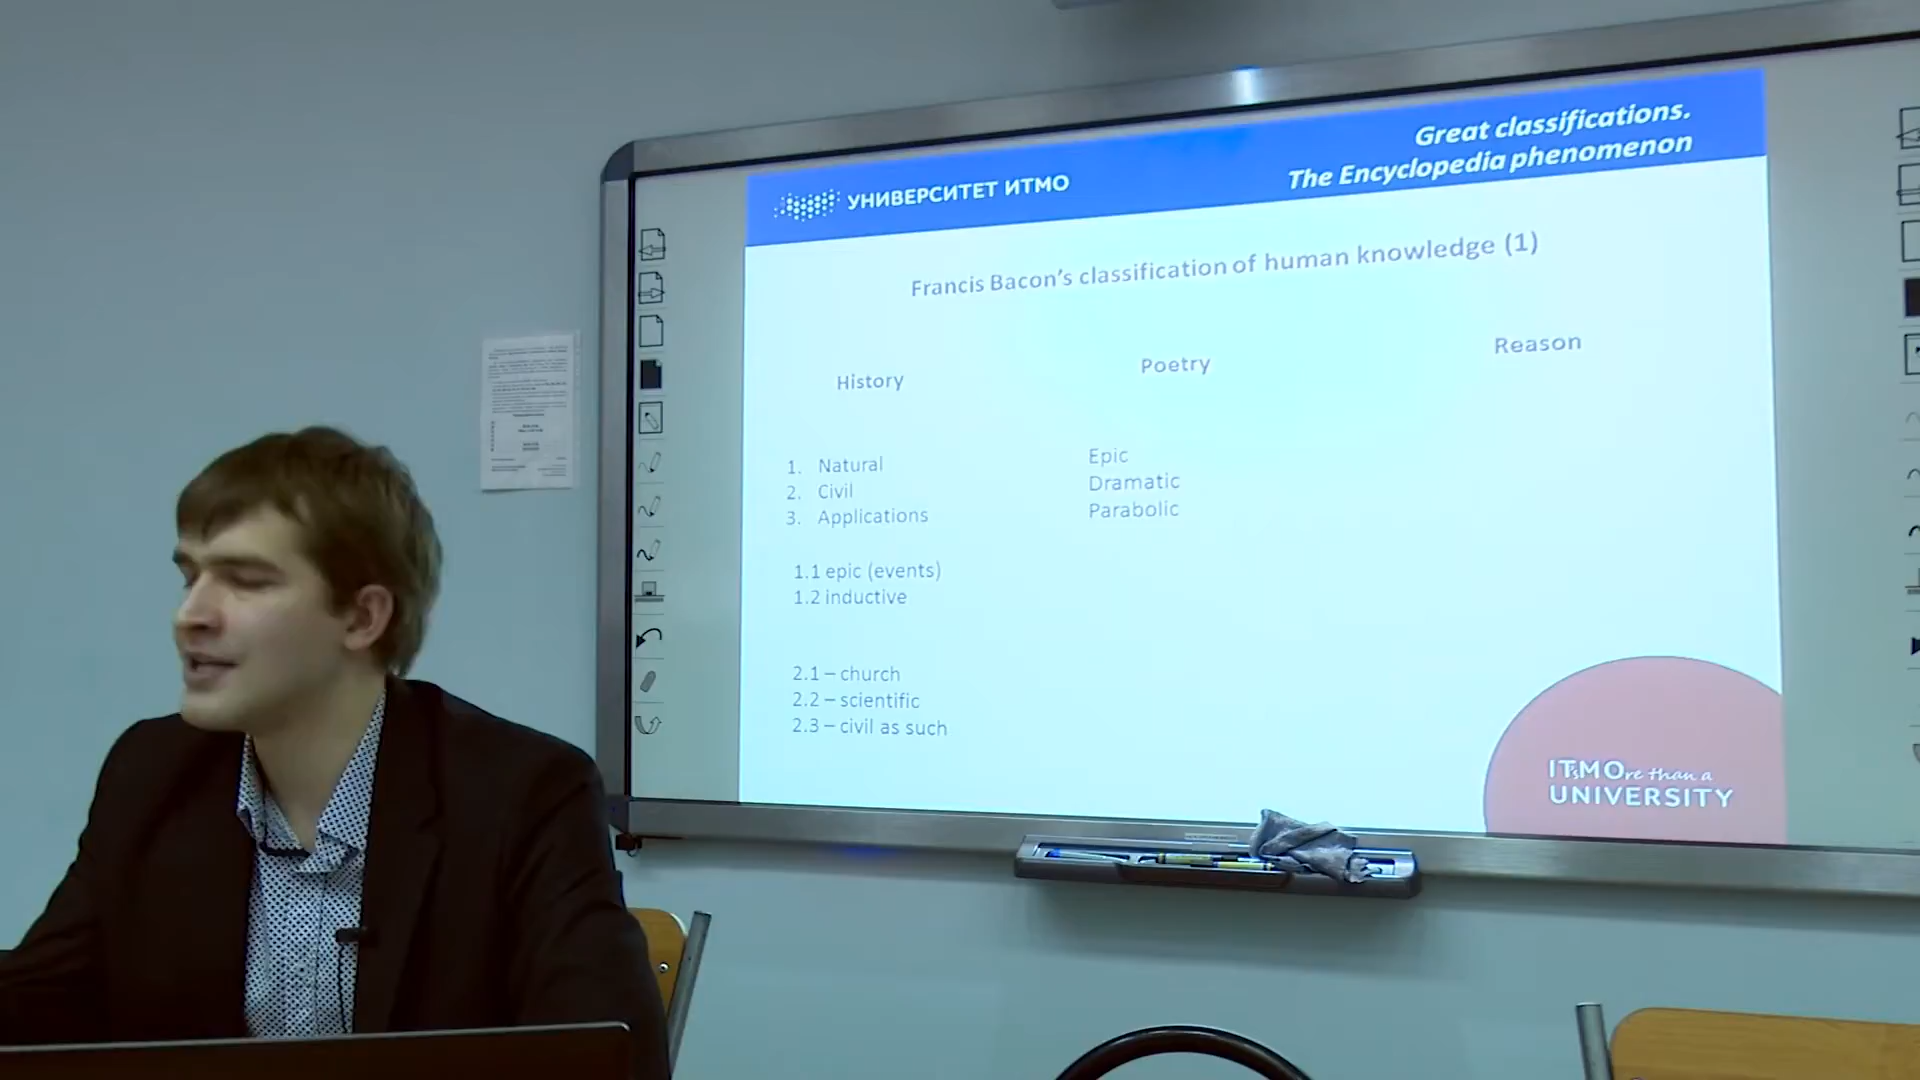 Great classifications.
The Encyclopedia phenomenon
УНИВЕРСИТЕТ ИТМО
Francis Bacon's classification of human knowledge (1)
History
Poetry
Reason
1. Natural
2. Civil
3. Applications
Epic
Dramatic
Parabolic
1.1 epic (events)
1.2 inductive
2.1 – church
2.2 – scientific
2.3 – civil as such
ITsMOre than a
UNIVERSITY